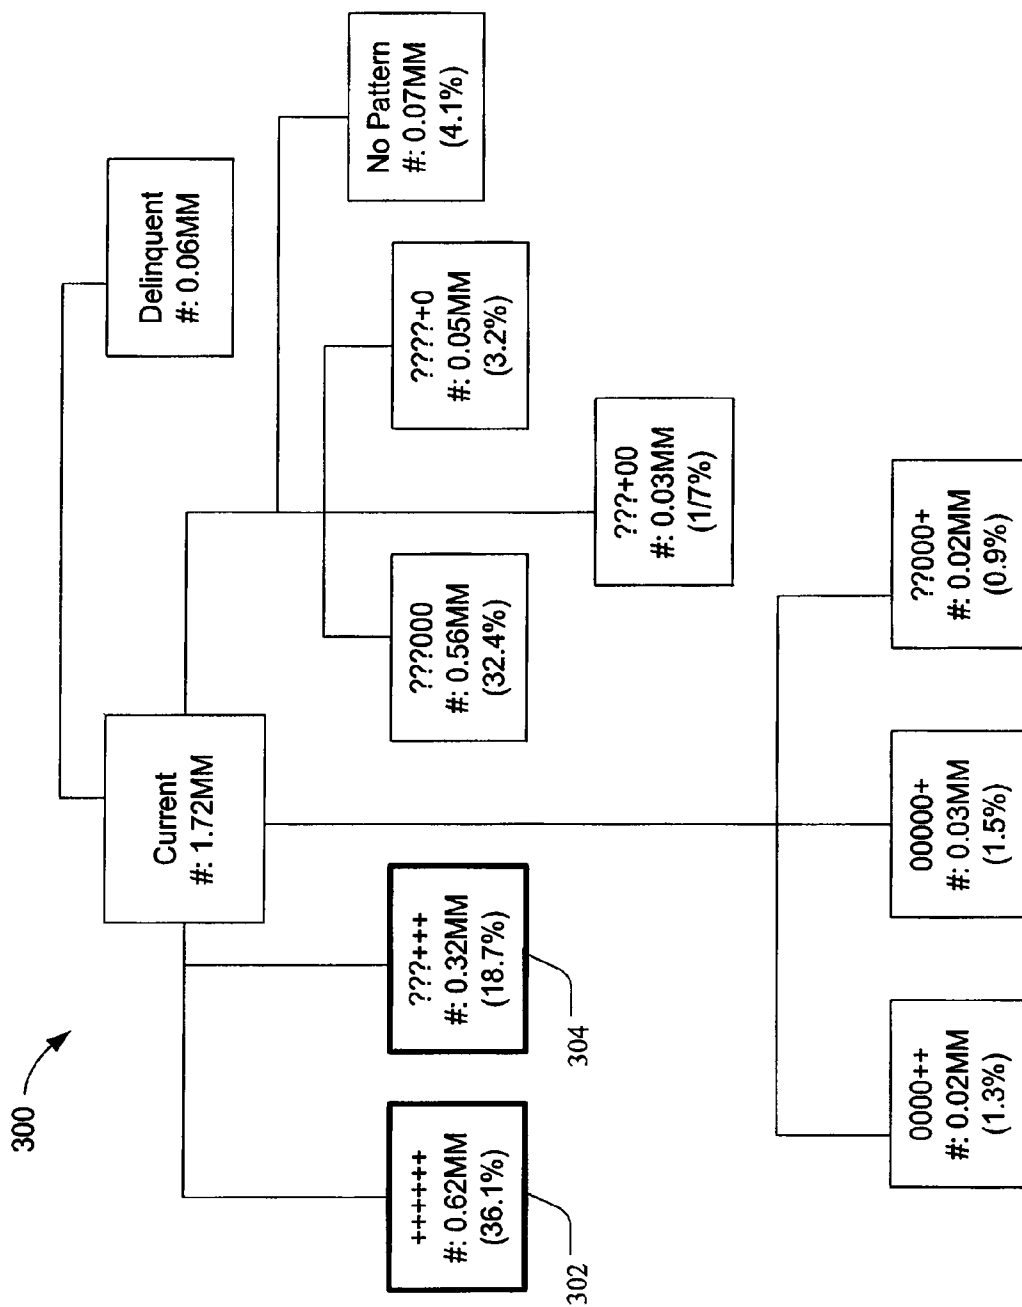 300
Current
#: 1.72MM
Delinquent
#: 0.06MM
++++++
#: 0.62MM
(36.1%)
302
???+++
#: 0.32MM
(18.7%)
304
???000
#: 0.56MM
(32.4%)
????+0
#: 0.05MM
(3.2%)
No Pattern
#: 0.07MM
(4.1%)
???+00
#: 0.03MM
(1/7%)
0000++
#: 0.02MM
(1.3%)
00000+
#: 0.03MM
(1.5%)
??000+
#: 0.02MM
(0.9%)